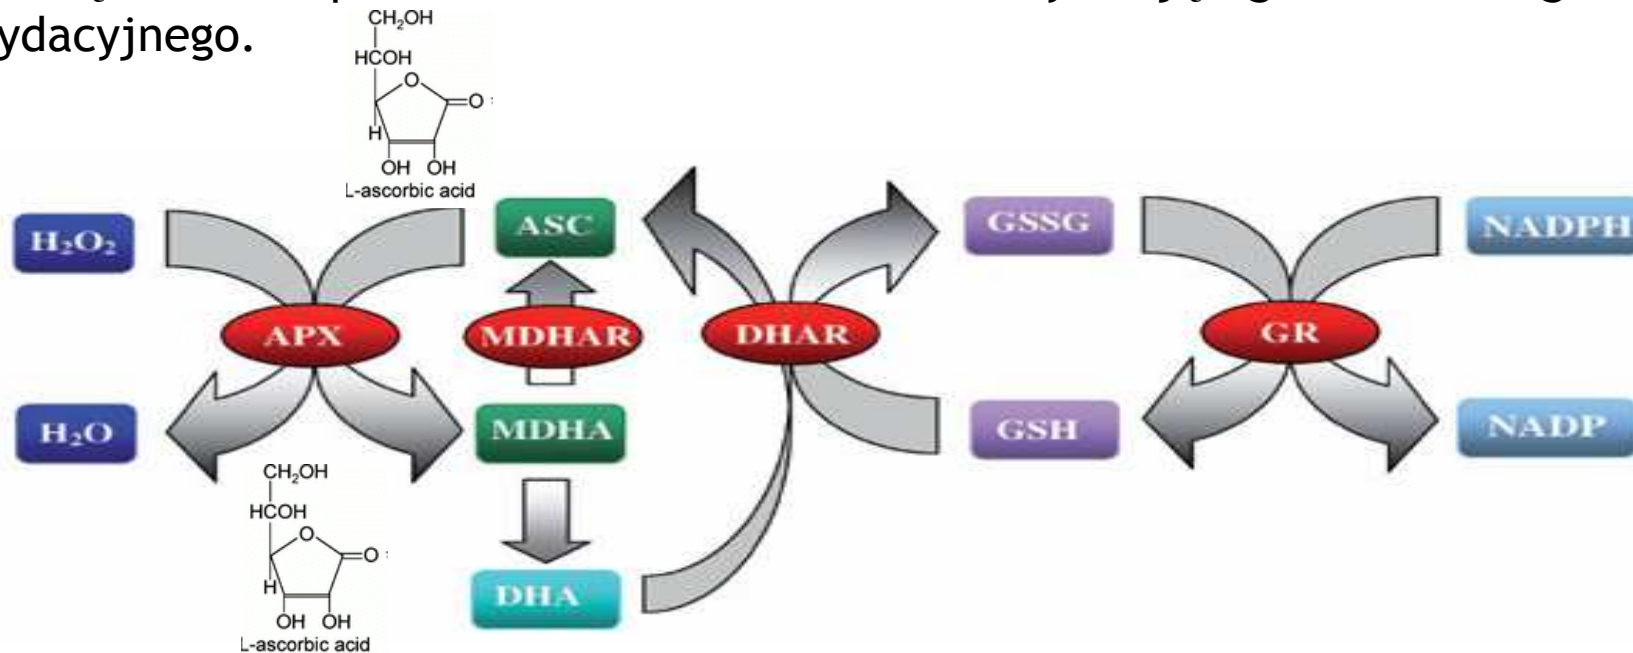 ydacyjnego.
CH₂OH
HCOH
O
=O
H
OH OH
L-ascorbic acid
H₂O₂
ASC
GSSG
NADPH
APX
MDHAR
DHAR
GR
H₂O
MDHA
GSH
NADP
CH₂OH
HCOH
O
=O
H
OH OH
L-ascorbic acid
DHA